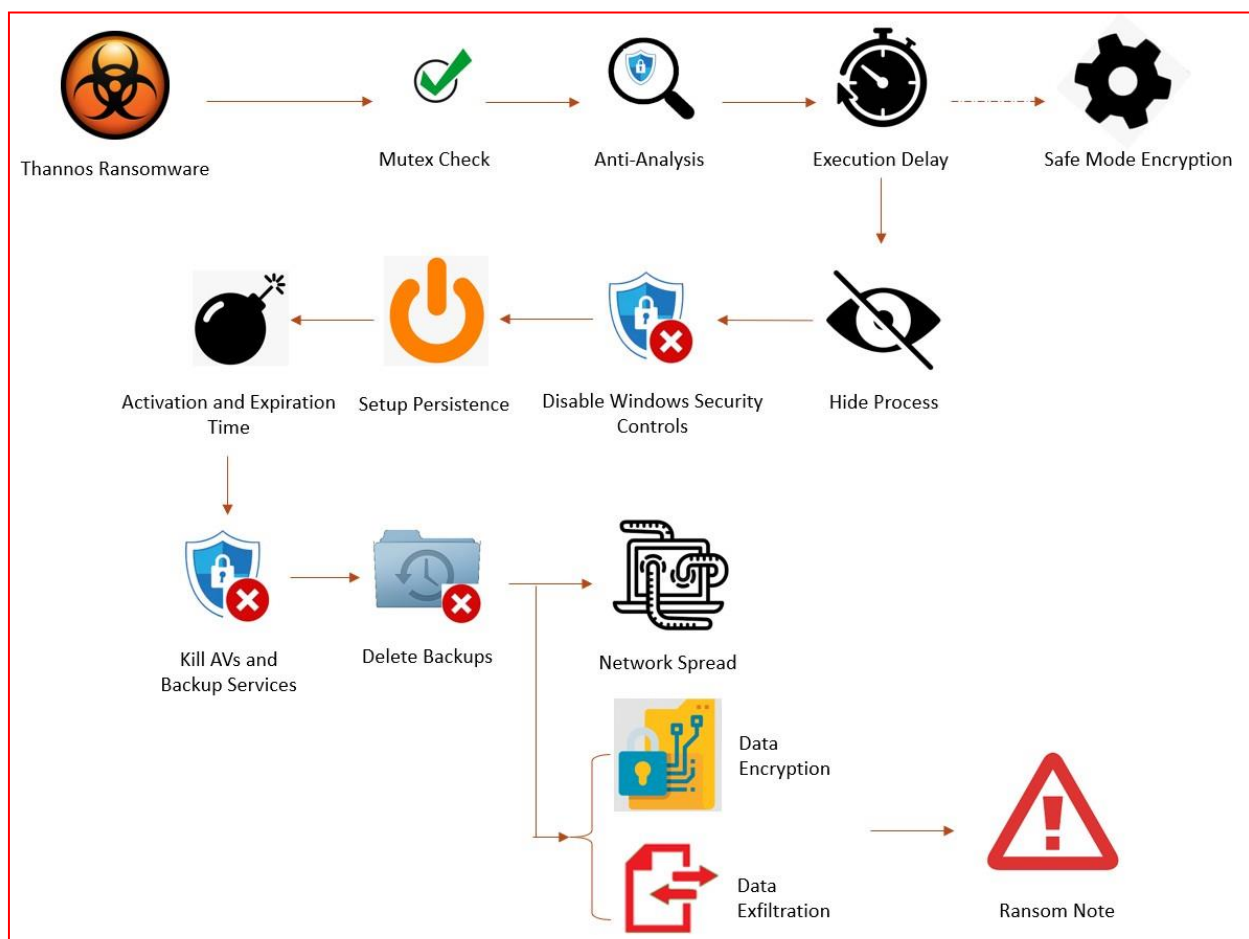 Thannos Ransomware
Mutex Check
Anti-Analysis
Execution Delay
Safe Mode Encryption
Activation and Expiration
Time
Setup Persistence
Disable Windows Security
Controls
Hide Process
Kill AVs and
Backup Services
Delete Backups
Network Spread
Data
Encryption
Data
Exfiltration
Ransom Note